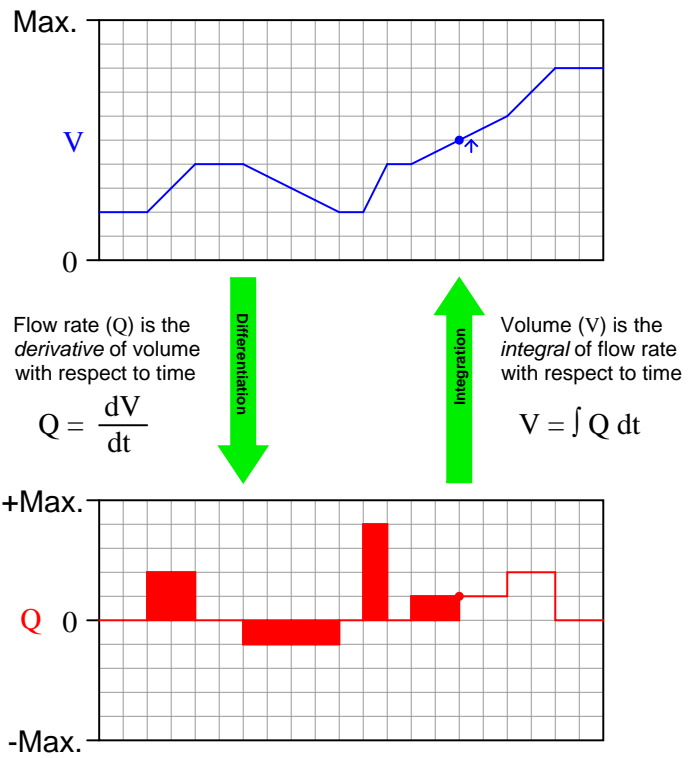 Max.
V
0
Differentiation
Integration
Flow rate (Q) is the
derivative of volume
with respect to time
Q = dV
dt
Volume (V) is the
integral of flow rate
with respect to time
V = ∫ Q dt
+Max.
Q 0
-Max.